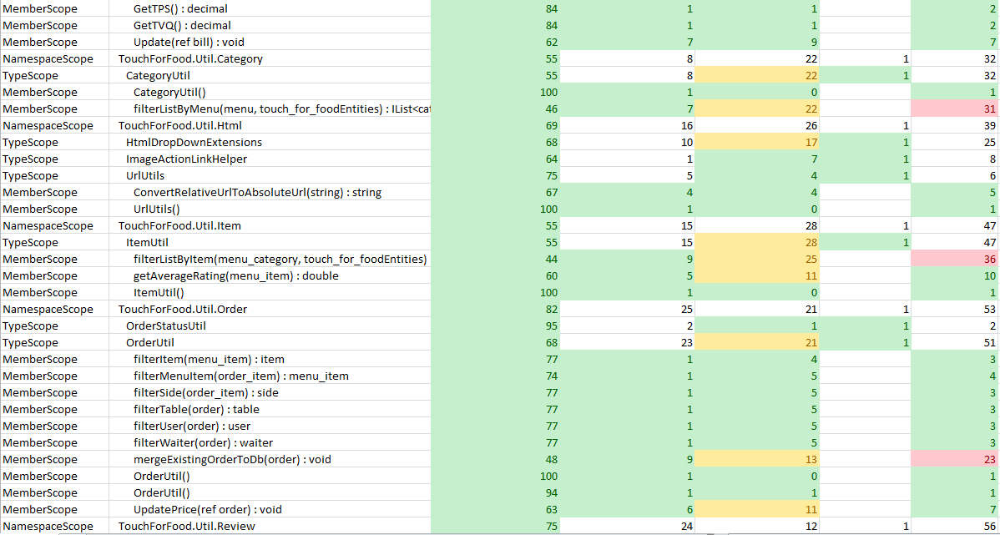 MemberScope GetTPS() : decimal 84 1 1 2
MemberScope GetTVQ() : decimal 84 1 1 2
MemberScope Update(ref bill) : void 62 7 9 7
NamespaceScope TouchForFood.Util.Category 55 8 22 1 32
TypeScope CategoryUtil 55 8 22 1 32
MemberScope CategoryUtil() 100 1 0 1
MemberScope filterListByMenu(menu, touch_for_foodEntities) : IList<cat 46 7 22 31
NamespaceScope TouchForFood.Util.Html 69 16 26 1 39
TypeScope HtmlDropDownExtensions 68 10 17 1 25
TypeScope ImageActionLinkHelper 64 1 7 1 8
TypeScope UrlUtils 75 5 4 1 6
MemberScope ConvertRelativeUrlToAbsoluteUrl(string) : string 67 4 4 5
MemberScope UrlUtils() 100 1 0 1
NamespaceScope TouchForFood.Util.Item 55 15 28 1 47
TypeScope ItemUtil 55 15 28 1 47
MemberScope filterListByItem(menu_category, touch_for_foodEntities) 44 9 25 36
MemberScope getAverageRating(menu_item) : double 60 5 11 10
MemberScope ItemUtil() 100 1 0 1
NamespaceScope TouchForFood.Util.Order 82 25 21 1 53
TypeScope OrderStatusUtil 95 2 1 1 2
TypeScope OrderUtil 68 23 21 1 51
MemberScope filterItem(menu_item) : item 77 1 4 3
MemberScope filterMenuItem(order_item) : menu_item 74 1 5 4
MemberScope filterSide(order_item) : side 77 1 5 3
MemberScope filterTable(order) : table 77 1 5 3
MemberScope filterUser(order) : user 77 1 5 3
MemberScope filterWaiter(order) : waiter 77 1 5 3
MemberScope mergeExistingOrderToDb(order) : void 48 9 13 23
MemberScope OrderUtil() 100 1 0 1
MemberScope OrderUtil() 94 1 1 1
MemberScope UpdatePrice(ref order) : void 63 6 11 7
NamespaceScope TouchForFood.Util.Review 75 24 12 1 56